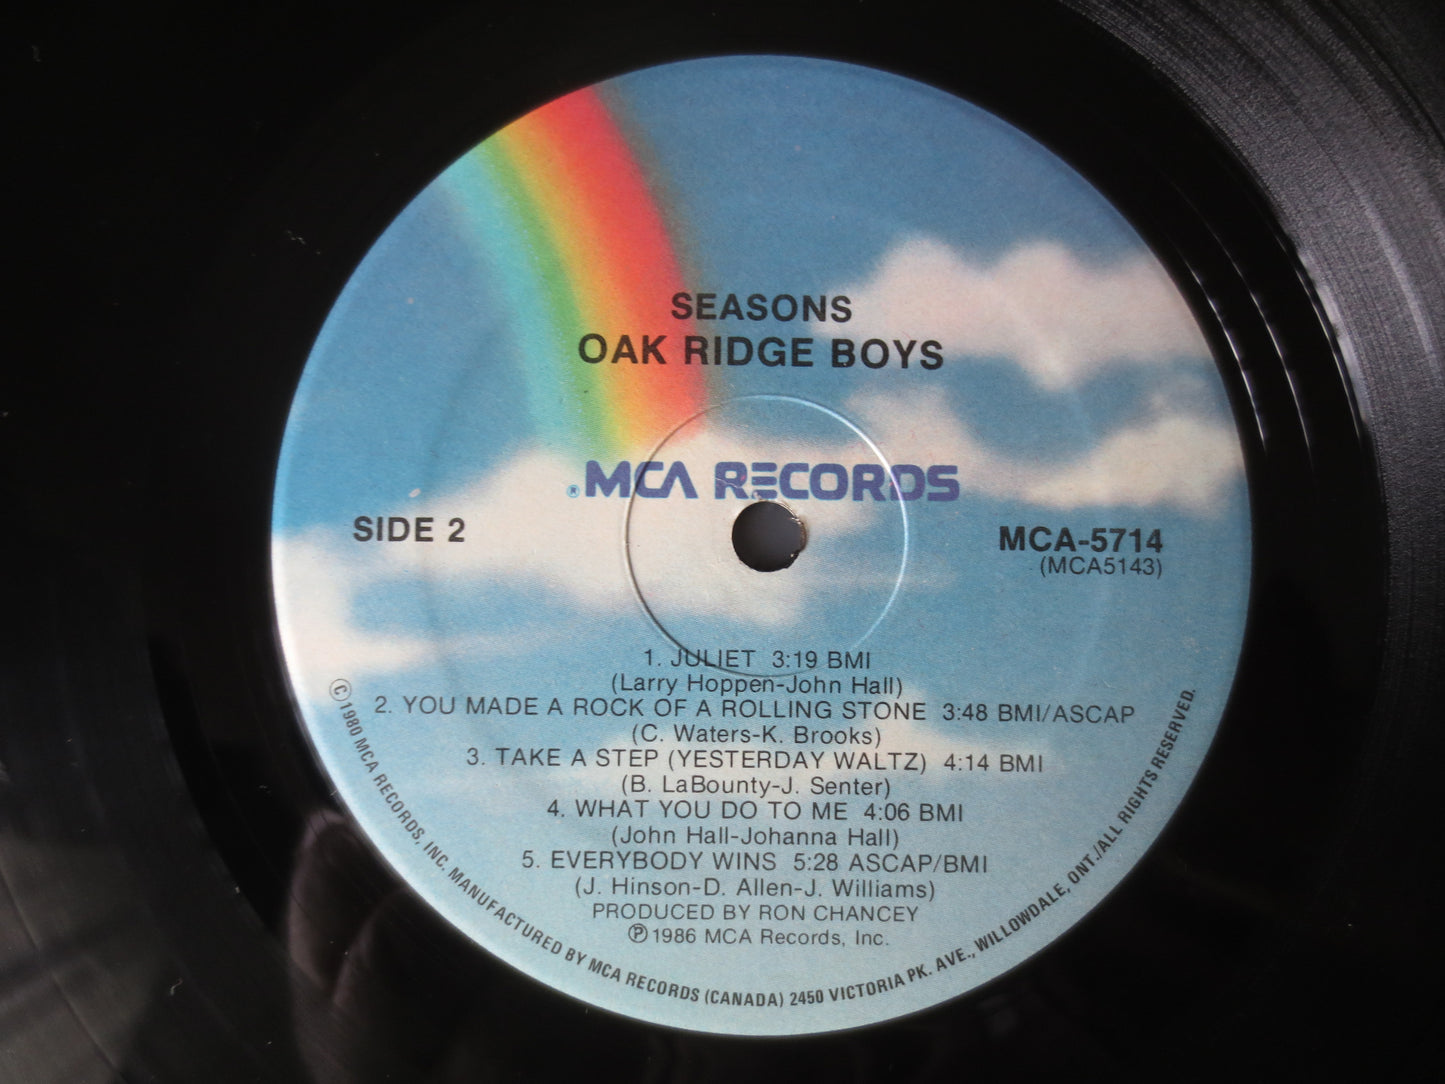 SEASONS
OAK RIDGE BOYS
®MCA RECORDS
SIDE 2
MCA-5714
(MCA5143)
1. JULIET 3:19 BMI
(Larry Hoppen-John Hall)
2. YOU MADE A ROCK OF A ROLLING STONE 3:48 BMI/ASCAP
(C. Waters-K. Brooks)
3. TAKE A STEP (YESTERDAY WALTZ) 4:14 BMI
(B. LaBounty-J. Senter)
4. WHAT YOU DO TO ME 4:06 BMI
(John Hall-Johanna Hall)
5. EVERYBODY WINS 5:28 ASCAP/BMI
(J. Hinson-D. Allen-J. Williams)
PRODUCED BY RON CHANCEY
℗1986 MCA Records, Inc.
©1980 MCA RECORDS, INC. MANUFACTURED BY MCA RECORDS (CANADA) 2450 VICTORIA PK. AVE., WILLOWDALE, ONT./ALL RIGHTS RESERVED.